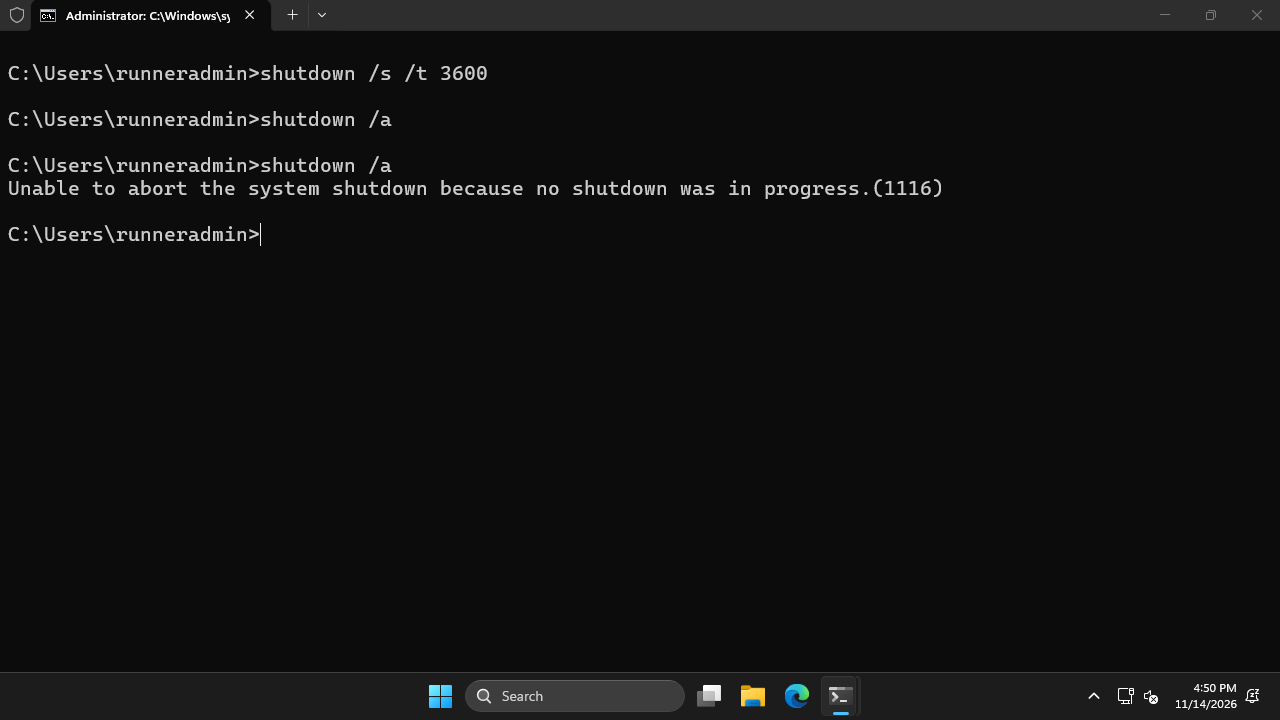 Administrator: C:\Windows\sy
C:\Users\runneradmin>shutdown /s /t 3600
C:\Users\runneradmin>shutdown /a
C:\Users\runneradmin>shutdown /a
Unable to abort the system shutdown because no shutdown was in progress.(1116)
C:\Users\runneradmin>
Search
4:50 PM
11/14/2026